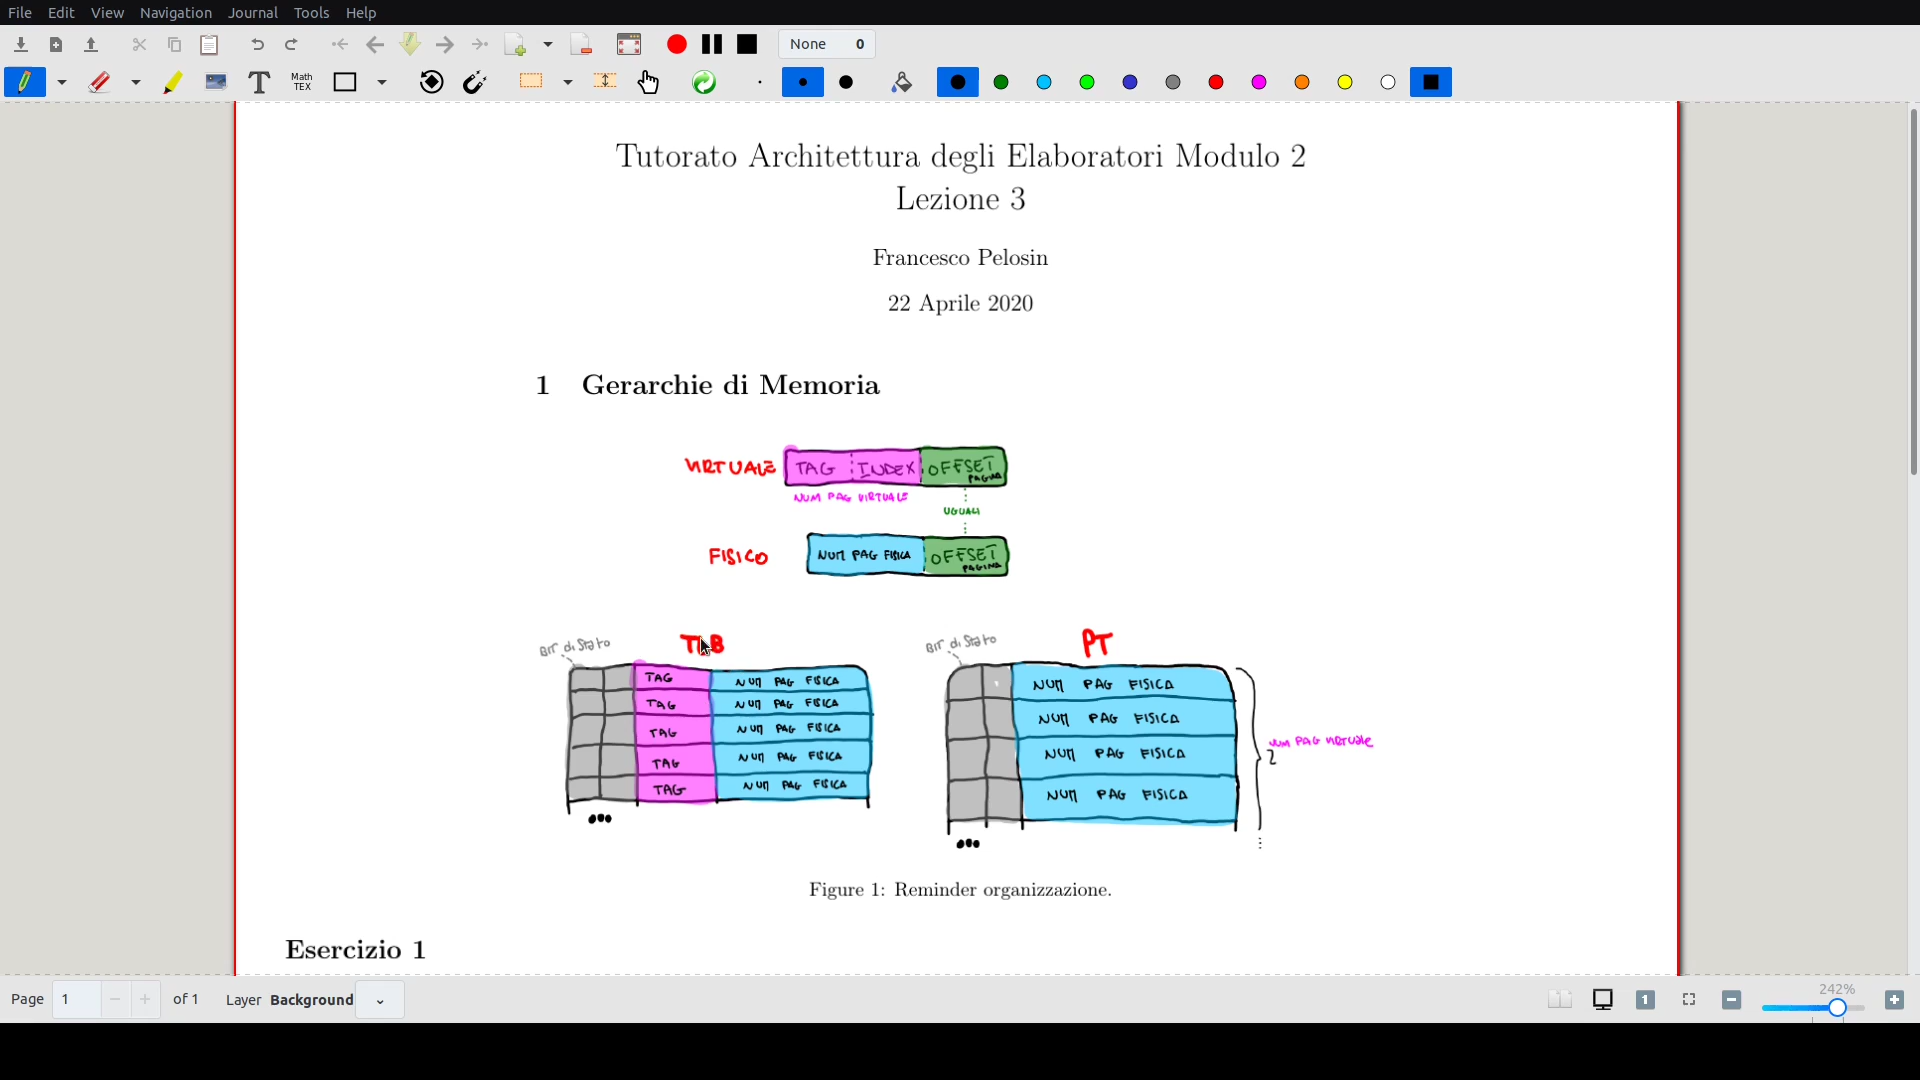 File Edit View Navigation Journal Tools Help
None 0
Math
TEX
Tutorato Architettura degli Elaboratori Modulo 2
Lezione 3
Francesco Pelosin
22 Aprile 2020
1 Gerarchie di Memoria
VIRTUALE TAG INDEX OFFSET
PAGINA
NUM PAG VIRTUALE
UGUALI
FISICO NUM PAG FISICA OFFSET
PAGINA
BIT di Stato TLB
TAG NUM PAG FISICA
TAG NUM PAG FISICA
TAG NUM PAG FISICA
TAG NUM PAG FISICA
TAG NUM PAG FISICA
BIT di Stato PT
NUM PAG FISICA
NUM PAG FISICA
NUM PAG FISICA
NUM PAG FISICA
2 NUM PAG VIRTUALE
Figure 1: Reminder organizzazione.
Esercizio 1
Page 1 of 1 Layer Background
1
242%